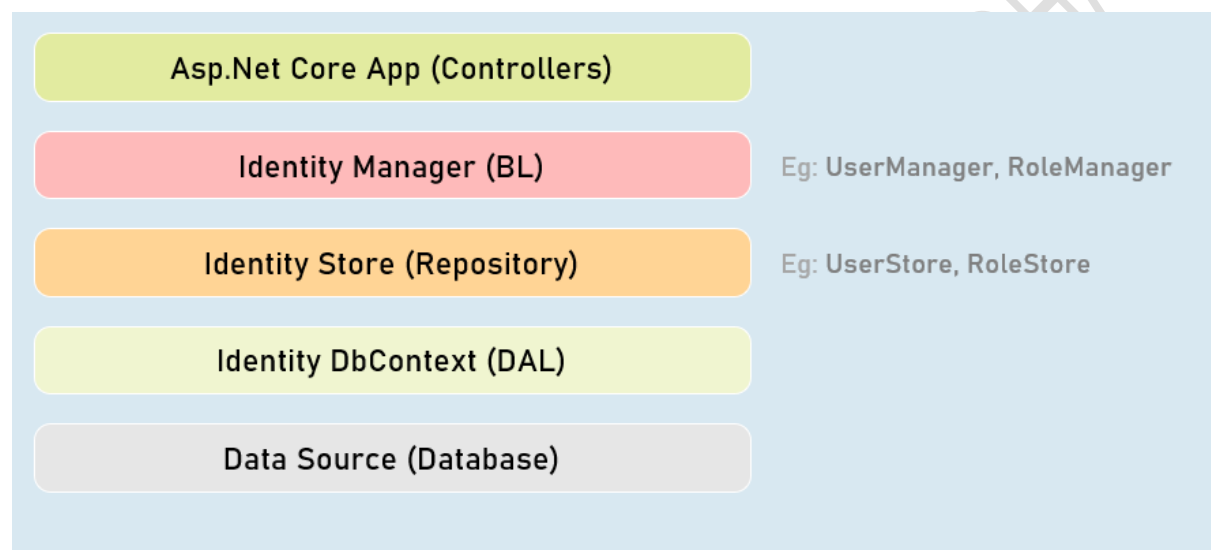 Asp.Net Core App (Controllers)
Identity Manager (BL)
Eg: UserManager, RoleManager
Identity Store (Repository)
Eg: UserStore, RoleStore
Identity DbContext (DAL)
Data Source (Database)